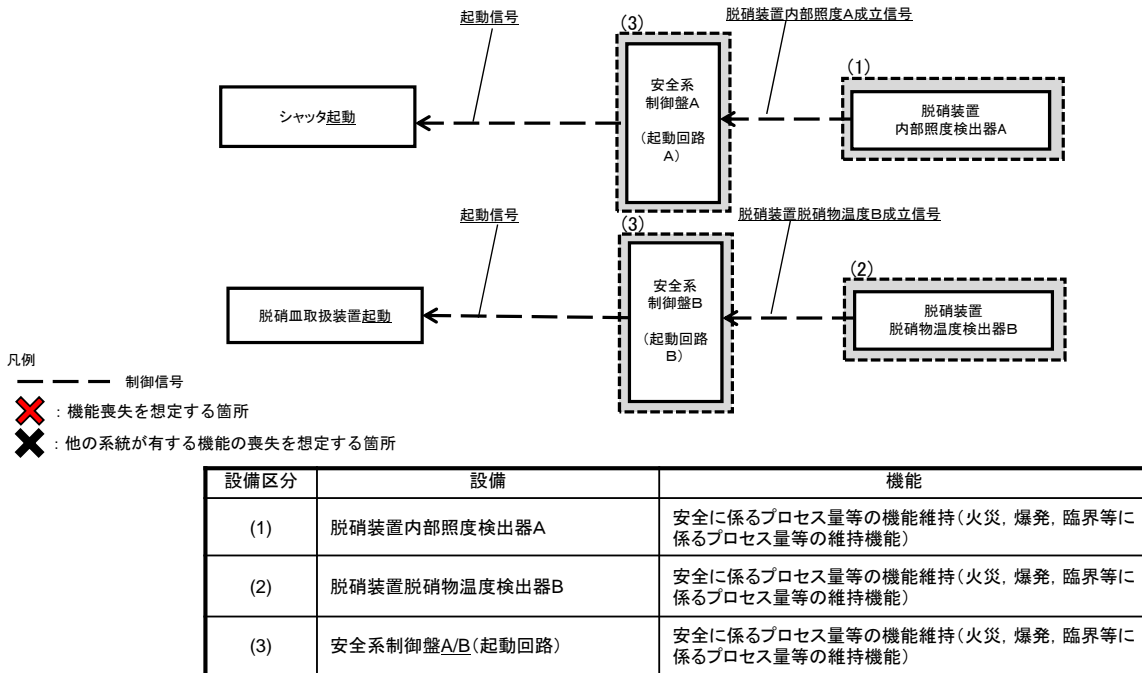 起動信号
(3)
脱硝装置内部照度A成立信号
(1)
シャッタ起動
安全系
制御盤A
(起動回路
A)
脱硝装置
内部照度検出器A
起動信号
(3)
脱硝装置脱硝物温度B成立信号
(2)
脱硝皿取扱装置起動
安全系
制御盤B
(起動回路
B)
脱硝装置
脱硝物温度検出器B
凡例
制御信号
：機能喪失を想定する箇所
：他の系統が有する機能の喪失を想定する箇所
設備区分 設備 機能
(1) 脱硝装置内部照度検出器A 安全に係るプロセス量等の機能維持(火災，爆発，臨界等に
係るプロセス量等の維持機能)
(2) 脱硝装置脱硝物温度検出器B 安全に係るプロセス量等の機能維持(火災，爆発，臨界等に
係るプロセス量等の維持機能)
(3) 安全系制御盤A/B(起動回路) 安全に係るプロセス量等の機能維持(火災，爆発，臨界等に
係るプロセス量等の維持機能)